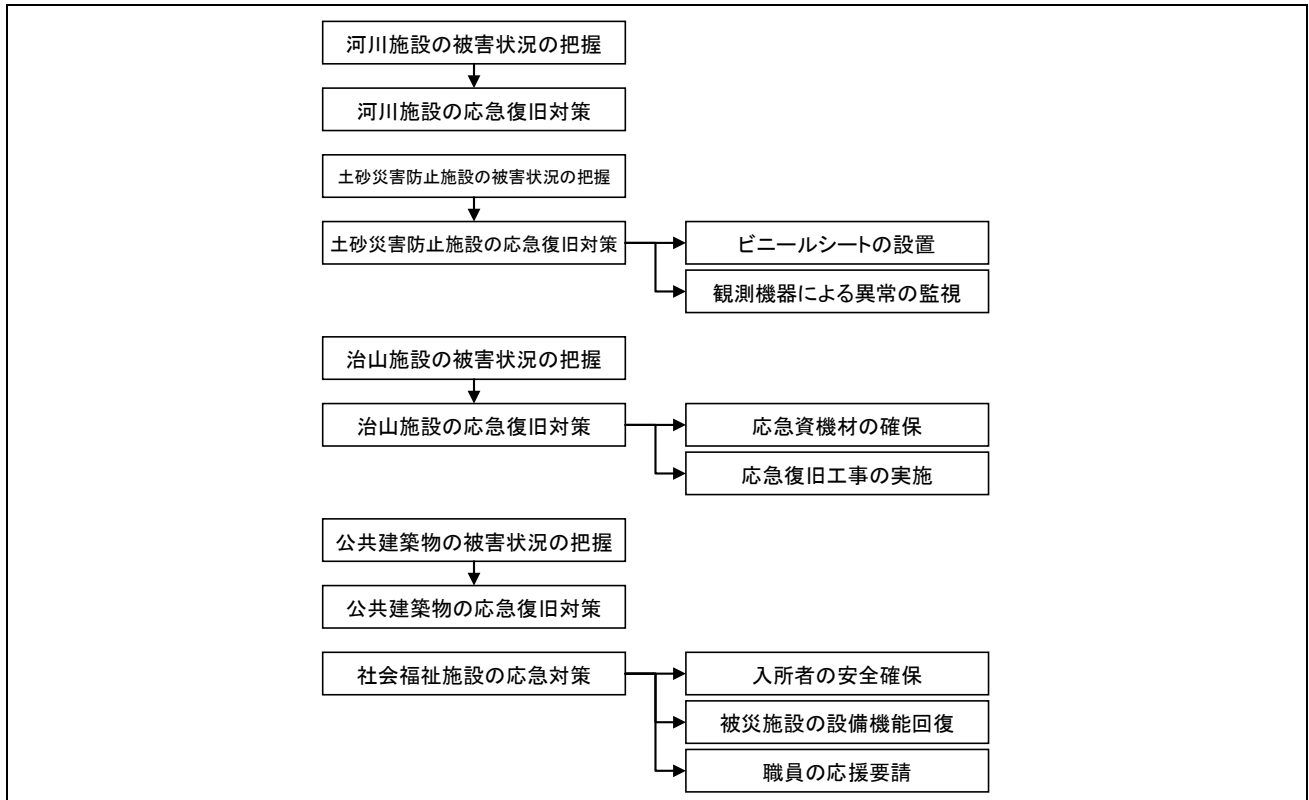 河川施設の被害状況の把握
河川施設の応急復旧対策
土砂災害防止施設の被害状況の把握
土砂災害防止施設の応急復旧対策
ビニールシートの設置
観測機器による異常の監視
治山施設の被害状況の把握
治山施設の応急復旧対策
応急資機材の確保
応急復旧工事の実施
公共建築物の被害状況の把握
公共建築物の応急復旧対策
社会福祉施設の応急対策
入所者の安全確保
被災施設の設備機能回復
職員の応援要請